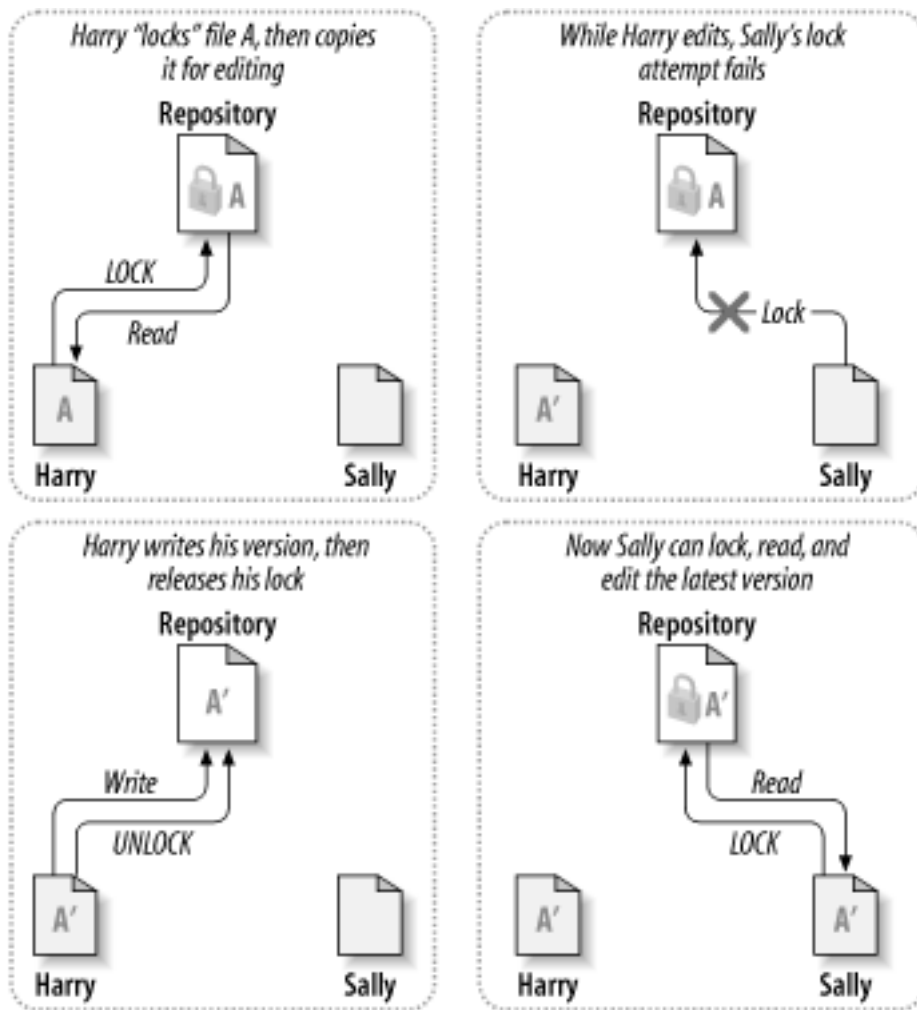 Harry “locks” file A, then copies
it for editing
Repository
A
LOCK
Read
A
Harry
Sally
While Harry edits, Sally’s lock
attempt fails
Repository
A
Lock
A′
Harry
Sally
Harry writes his version, then
releases his lock
Repository
A′
Write
UNLOCK
A′
Harry
Sally
Now Sally can lock, read, and
edit the latest version
Repository
A′
Read
LOCK
A′
Harry
A′
Sally